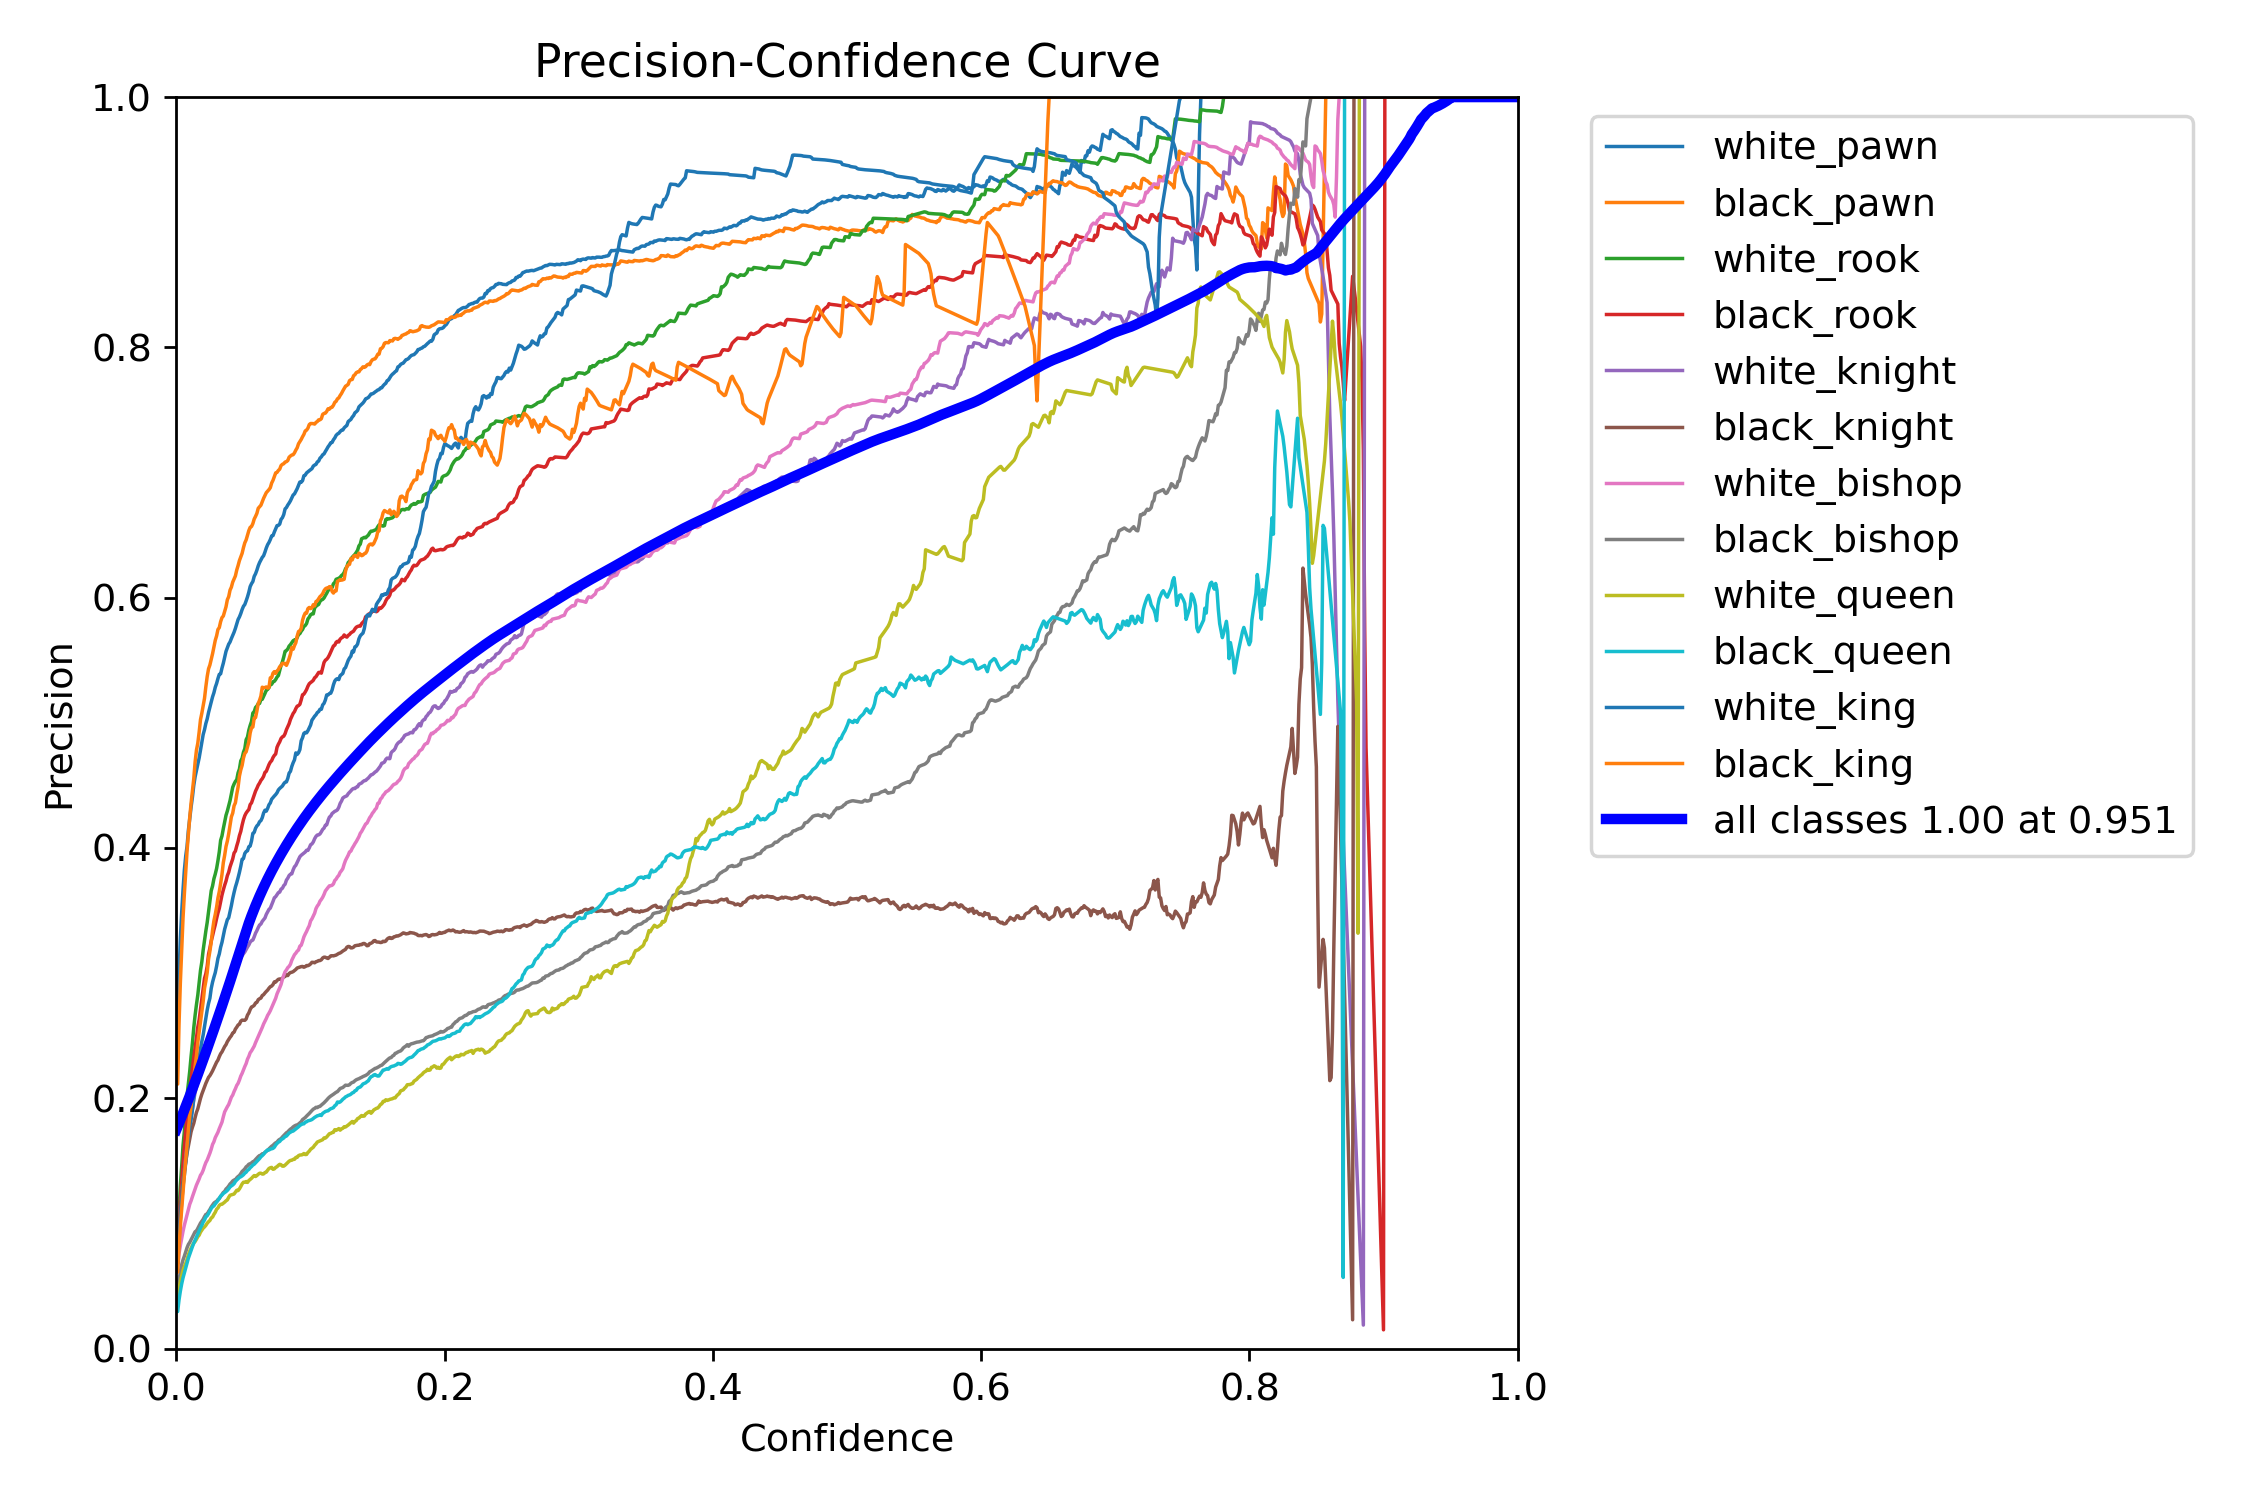 Precision-Confidence Curve
1.0
0.8
0.6
0.4
0.2
0.0
Precision
0.0 0.2 0.4 0.6 0.8 1.0
Confidence
white_pawn
black_pawn
white_rook
black_rook
white_knight
black_knight
white_bishop
black_bishop
white_queen
black_queen
white_king
black_king
all classes 1.00 at 0.951